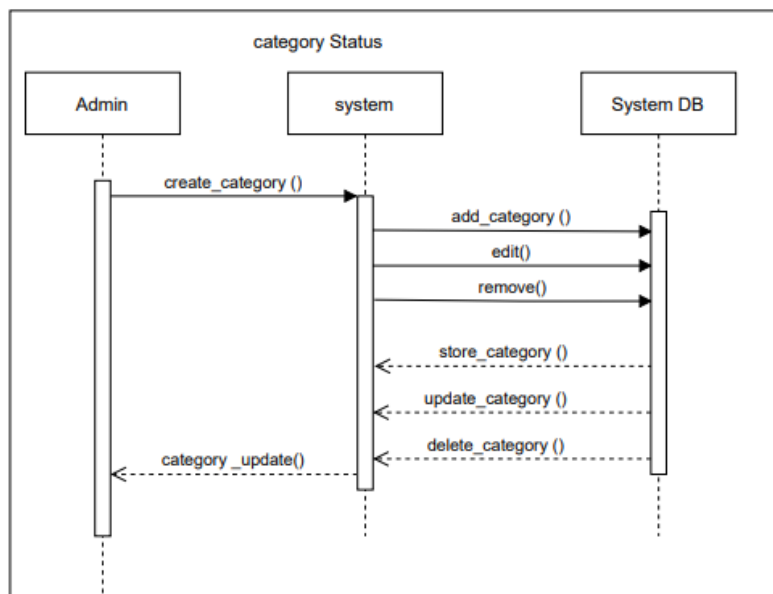 category Status
Admin
system
System DB
create_category ()
add_category ()
edit()
remove()
store_category ()
update_category ()
delete_category ()
category _update()